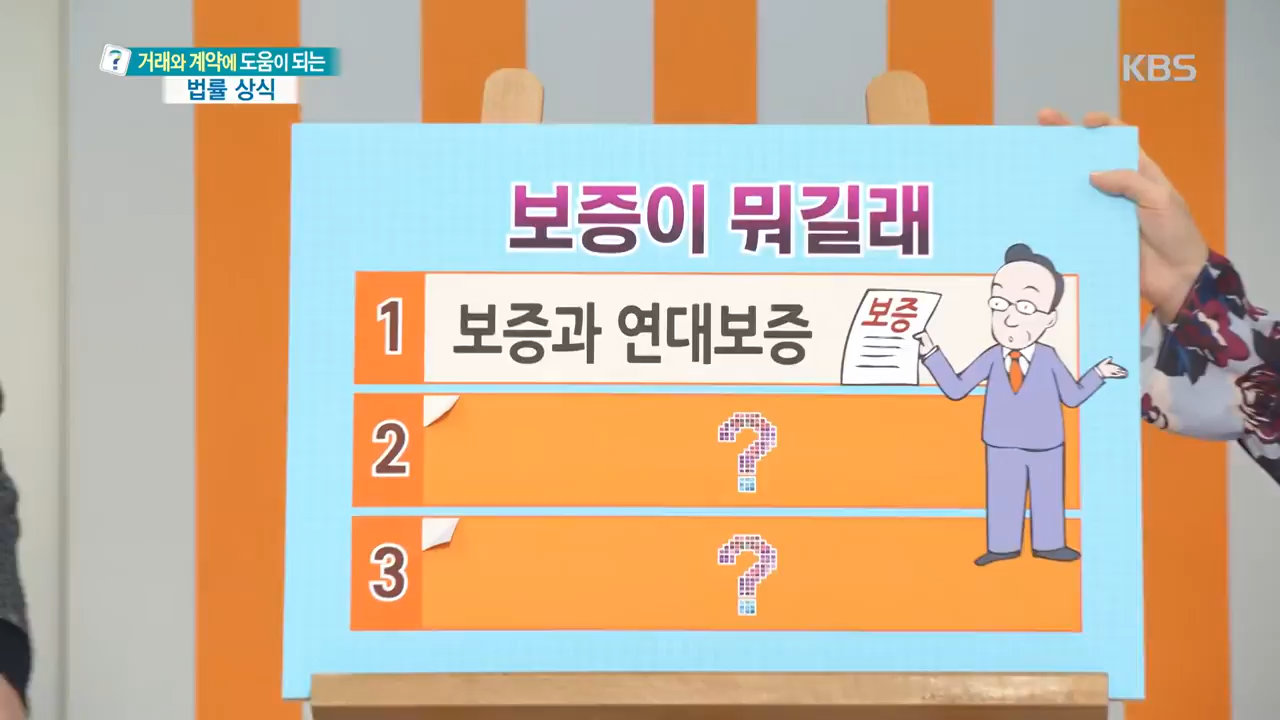 ? 거래와 계약에 도움이 되는
법률 상식
KBS
보증이 뭐길래
1 보증과 연대보증
보증
2 ?
3 ?